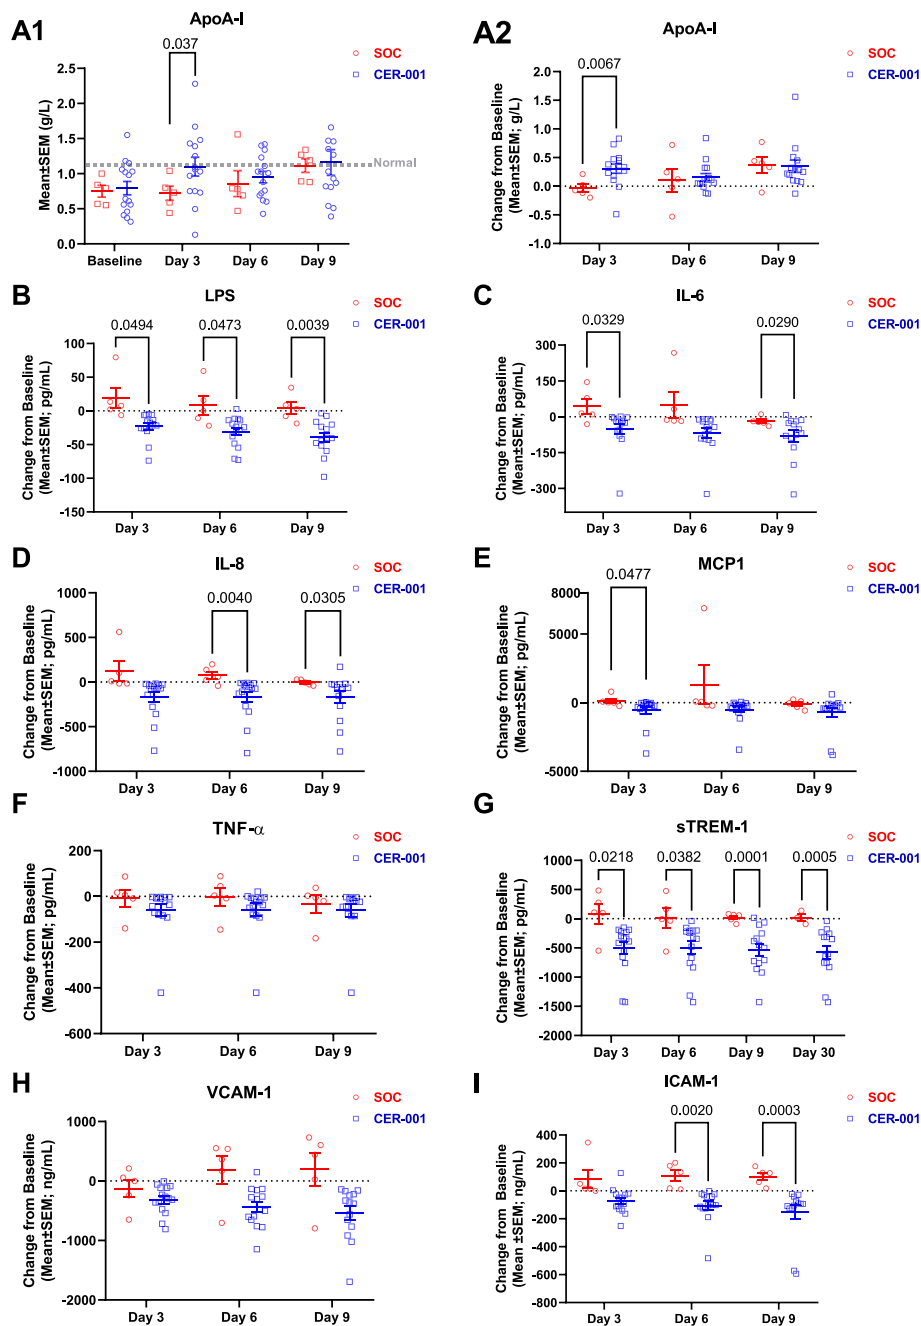 A1
ApoA-I
SOC
CER-001
0.037
Mean±SEM (g/L)
2.5
2.0
1.5
1.0
0.5
0.0
Normal
Baseline
Day 3
Day 6
Day 9
A2
ApoA-I
SOC
CER-001
0.0067
Change from Baseline
(Mean±SEM; g/L)
2.0
1.5
1.0
0.5
0.0
-0.5
-1.0
Day 3
Day 6
Day 9
B
LPS
SOC
CER-001
0.0494
0.0473
0.0039
Change from Baseline
(Mean±SEM; pg/mL)
100
50
0
-50
-100
-150
Day 3
Day 6
Day 9
C
IL-6
SOC
CER-001
0.0329
0.0290
Change from Baseline
(Mean±SEM; pg/mL)
300
150
0
-150
-300
Day 3
Day 6
Day 9
D
IL-8
SOC
CER-001
0.0040
0.0305
Change from Baseline
(Mean±SEM; pg/mL)
1000
500
0
-500
-1000
Day 3
Day 6
Day 9
E
MCP1
SOC
CER-001
0.0477
Change from Baseline
(Mean±SEM; pg/mL)
5000
0
-5000
Day 3
Day 6
Day 9
F
TNF-α
SOC
CER-001
Change from Baseline
(Mean±SEM; pg/mL)
200
0
-200
-400
-600
Day 3
Day 6
Day 9
G
sTREM-1
SOC
CER-001
0.0218
0.0382
0.0001
0.0005
Change from Baseline
(Mean±SEM; pg/mL)
1000
500
0
-500
-1000
-1500
-2000
Day 3
Day 6
Day 9
Day 30
H
VCAM-1
SOC
CER-001
Change from Baseline
(Mean±SEM; ng/mL)
1000
0
-1000
-2000
Day 3
Day 6
Day 9
I
ICAM-1
SOC
CER-001
0.0020
0.0003
Change from Baseline
(Mean ±SEM; ng/mL)
400
200
0
-200
-400
-600
-800
Day 3
Day 6
Day 9